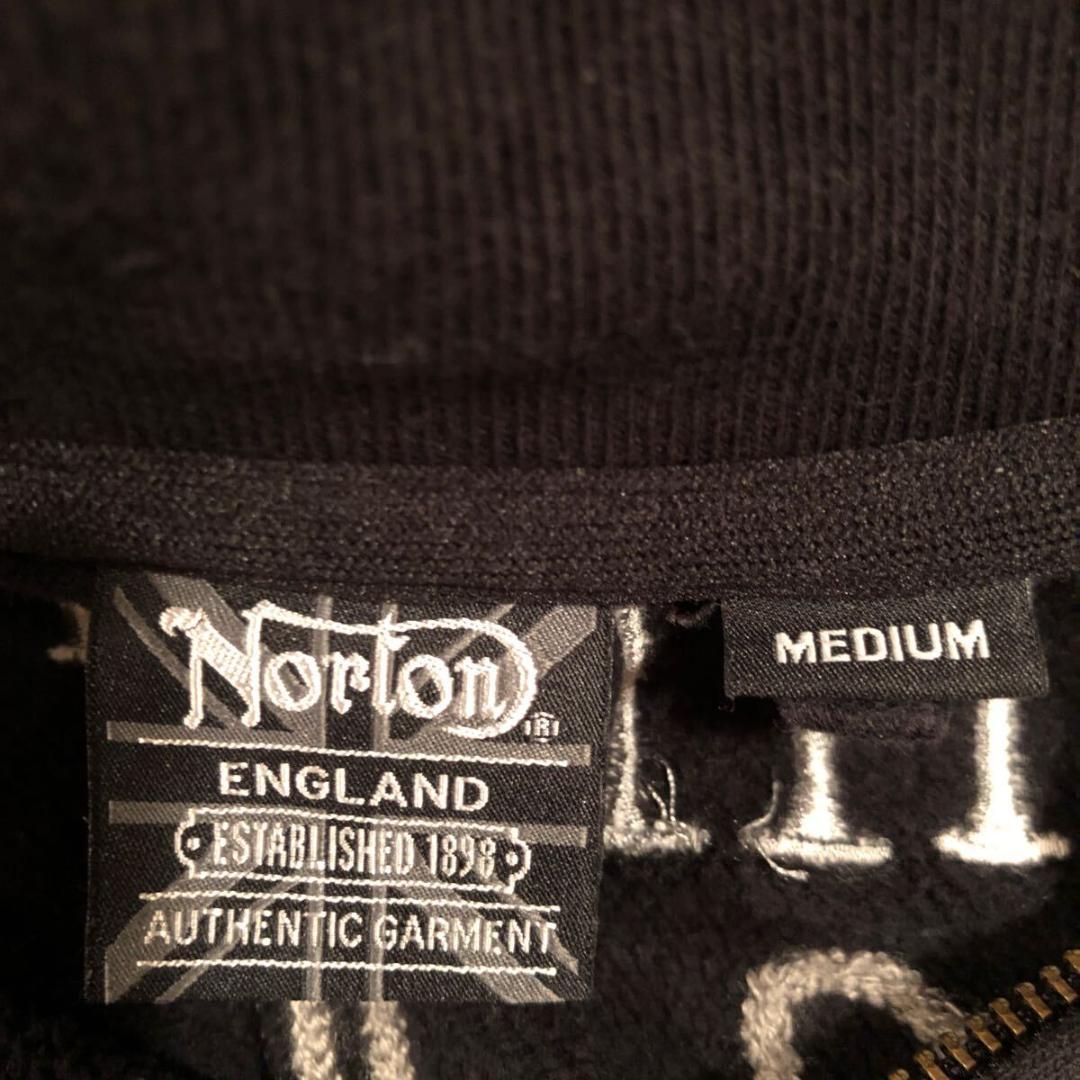 Norton®
ENGLAND
ESTABLISHED 1898
AUTHENTIC GARMENT
MEDIUM